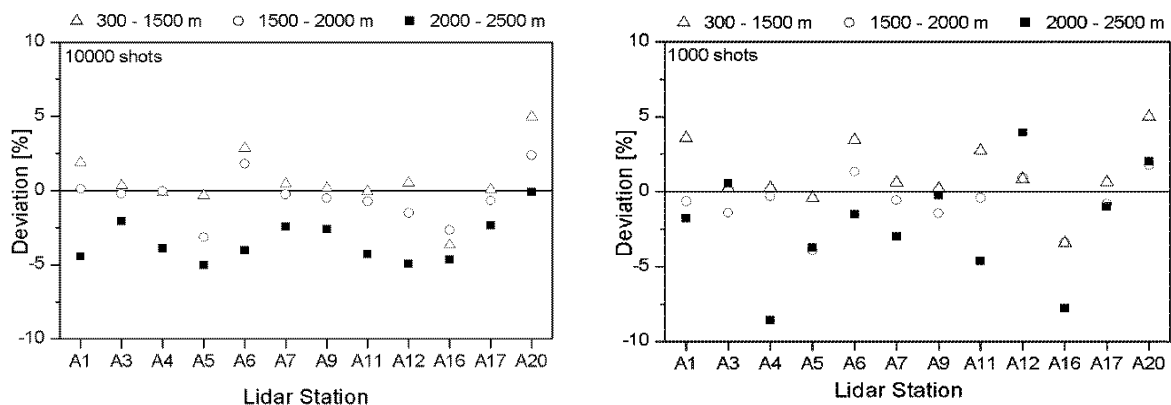 300 - 1500 m 1500 - 2000 m 2000 - 2500 m
10000 shots
Deviation [%]
10
5
0
-5
-10
A1 A3 A4 A5 A6 A7 A9 A11 A12 A16 A17 A20
Lidar Station
300 - 1500 m 1500 - 2000 m 2000 - 2500 m
1000 shots
Deviation [%]
10
5
0
-5
-10
A1 A3 A4 A5 A6 A7 A9 A11 A12 A16 A17 A20
Lidar Station